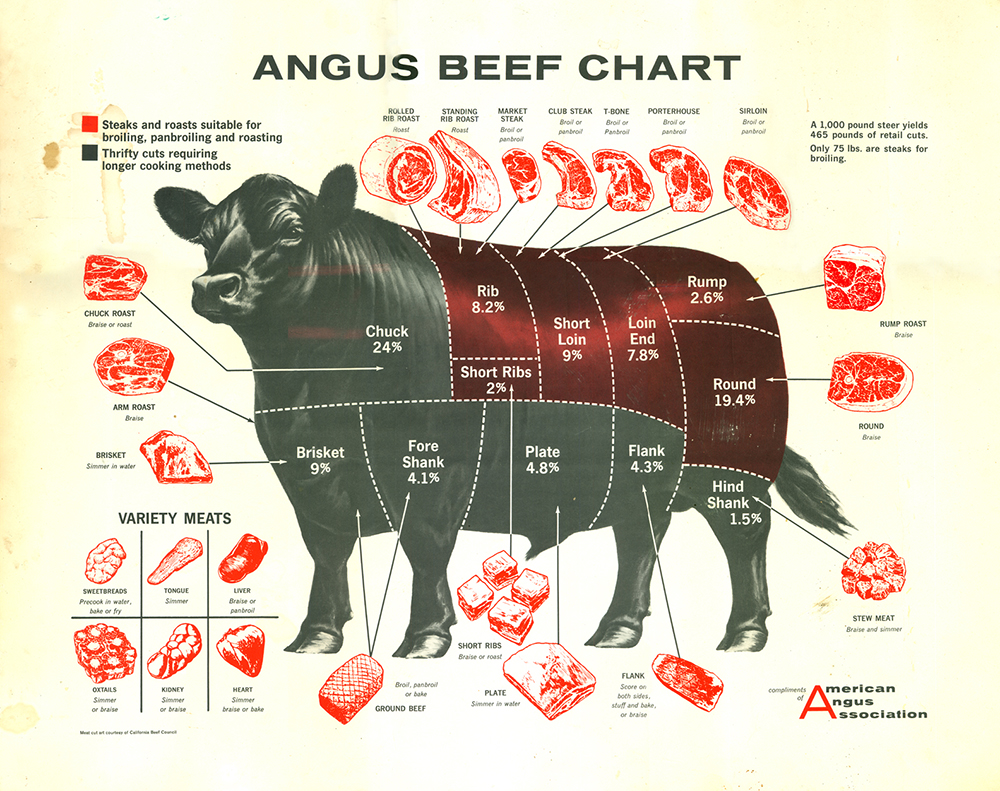 ANGUS BEEF CHART
Steaks and roasts suitable for
broiling, panbroiling and roasting
Thrifty cuts requiring
longer cooking methods
ROLLED
RIB ROAST
Roast
STANDING
RIB ROAST
Roast
MARKET
STEAK
Broil or
panbroil
CLUB STEAK
Broil or
panbroil
T-BONE
Broil or
Panbroil
PORTERHOUSE
Broil or
panbroil
SIRLOIN
Broil or
panbroil
A 1,000 pound steer yields
465 pounds of retail cuts.
Only 75 lbs. are steaks for
broiling.
CHUCK ROAST
Braise or roast
ARM ROAST
Braise
BRISKET
Simmer in water
Chuck
24%
Rib
8.2%
Short Ribs
2%
Short
Loin
9%
Loin
End
7.8%
Rump
2.6%
Round
19.4%
Brisket
9%
Fore
Shank
4.1%
Plate
4.8%
Flank
4.3%
Hind
Shank
1.5%
RUMP ROAST
Braise
ROUND
Braise
STEW MEAT
Braise and simmer
VARIETY MEATS
SWEETBREADS
Precook in water,
bake or fry
TONGUE
Simmer
LIVER
Braise or
panbroil
OXTAILS
Simmer
or braise
KIDNEY
Simmer
or braise
HEART
Simmer
braise or bake
Broil, panbroil
or bake
GROUND BEEF
SHORT RIBS
Braise or roast
PLATE
Simmer in water
FLANK
Score on
both sides,
stuff and bake,
or braise
compliments
of
American
Angus
Association
Meat cut art courtesy of California Beef Council